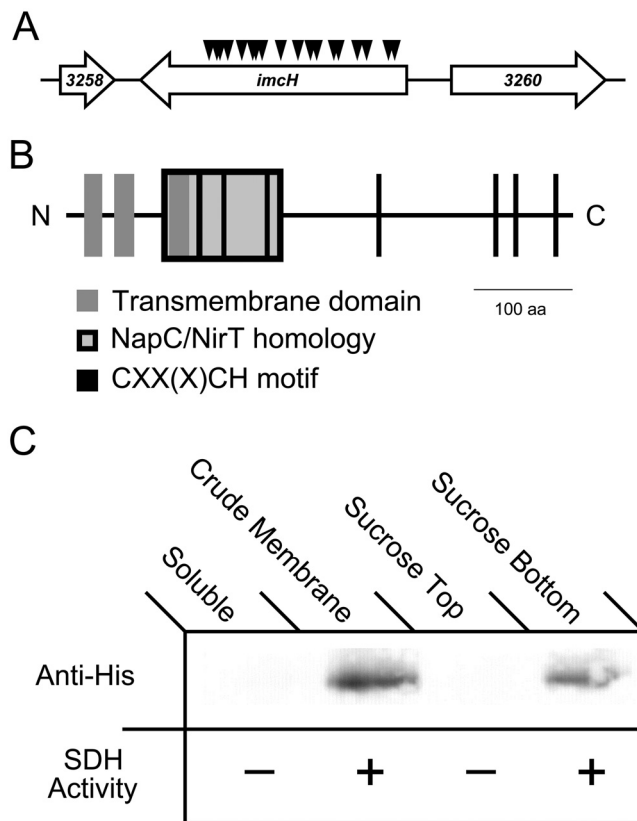 A
3258
imcH
3260
B
N
C
100 aa
Transmembrane domain
NapC/NirT homology
CXX(X)CH motif
C
Soluble
Crude Membrane
Sucrose Top
Sucrose Bottom
Anti-His
SDH
Activity
− + − +